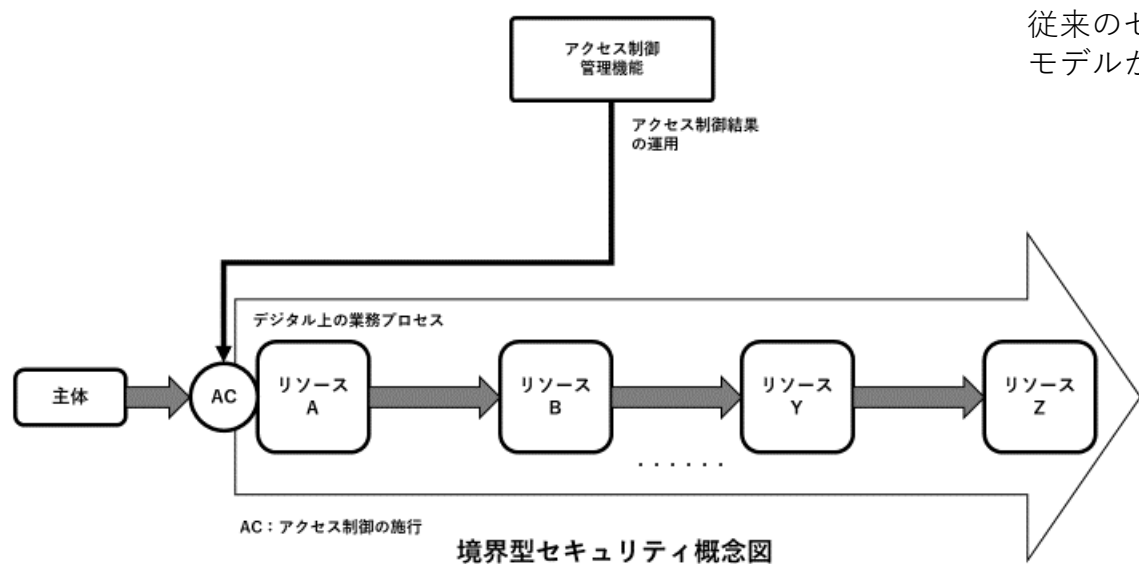 従来のセ
モデルが
アクセス制御
管理機能
アクセス制御結果
の運用
デジタル上の業務プロセス
主体
AC
リソース
A
リソース
B
リソース
Y
リソース
Z
......
AC：アクセス制御の施行
境界型セキュリティ概念図